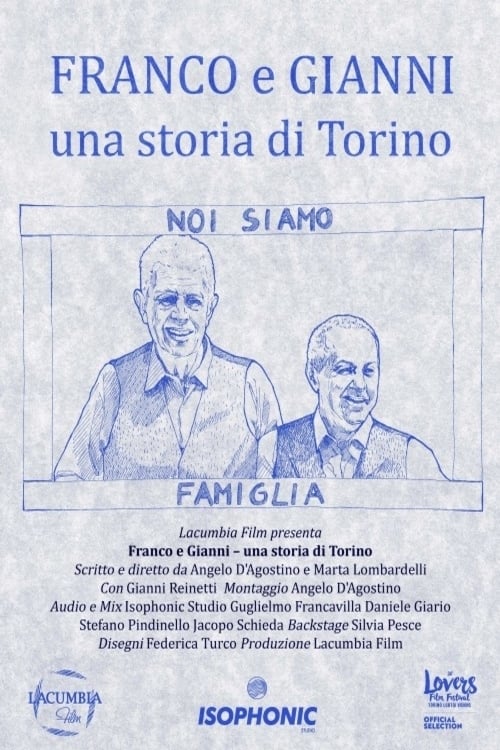 FRANCO e GIANNI
una storia di Torino
NOI SIAMO
FAMIGLIA
Lacumbia Film presenta
Franco e Gianni – una storia di Torino
Scritto e diretto da Angelo D'Agostino e Marta Lombardelli
Con Gianni Reinetti Montaggio Angelo D'Agostino
Audio e Mix Isophonic Studio Guglielmo Francavilla Daniele Giario
Stefano Pindinello Jacopo Schieda Backstage Silvia Pesce
Disegni Federica Turco Produzione Lacumbia Film
LACUMBIA
Film
ISOPHONIC
STUDIO
Lovers
Film Festival
TORINO LGBTQI VISIONS
OFFICIAL
SELECTION